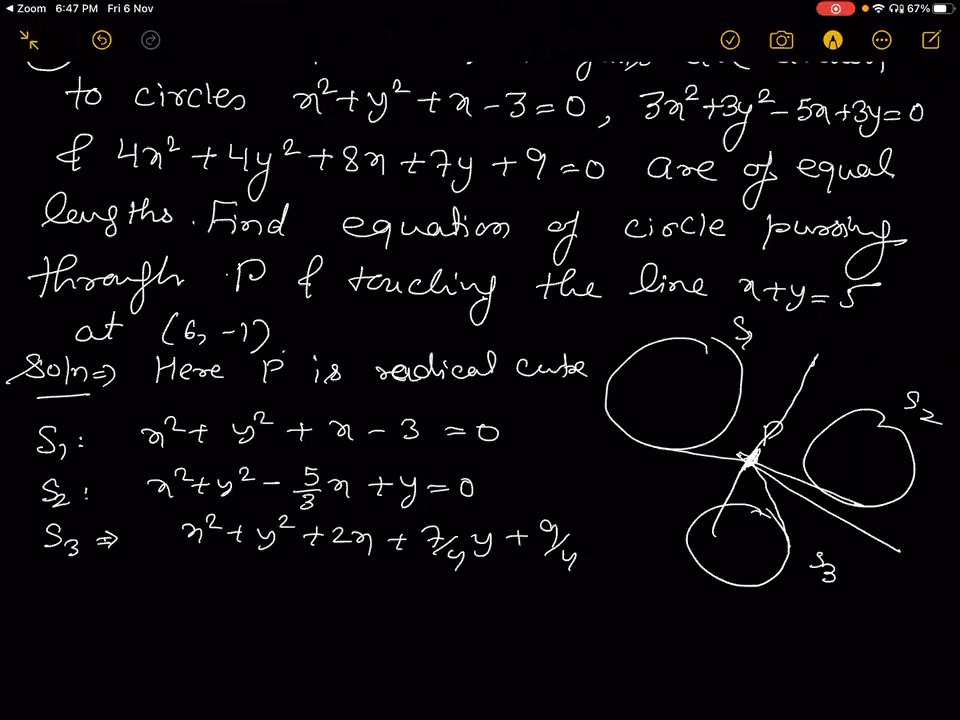 Zoom 6:47 PM Fri 6 Nov 67%
to circles x² + y² + x - 3 = 0 , 3x² + 3y² - 5x + 3y = 0
& 4x² + 4y² + 8x + 7y + 9 = 0 are of equal
lengths. Find equation of circle passing
through P & touching the line x + y = 5
at (6, -1).
Soln ⇒ Here P is radical
S₁ : x² + y² + x - 3 = 0
S₂ : x² + y² - 5/3 x + y = 0
S₃ ⇒ x² + y² + 2x + 7/4 y + 9/4
S
P
S₂
S₃